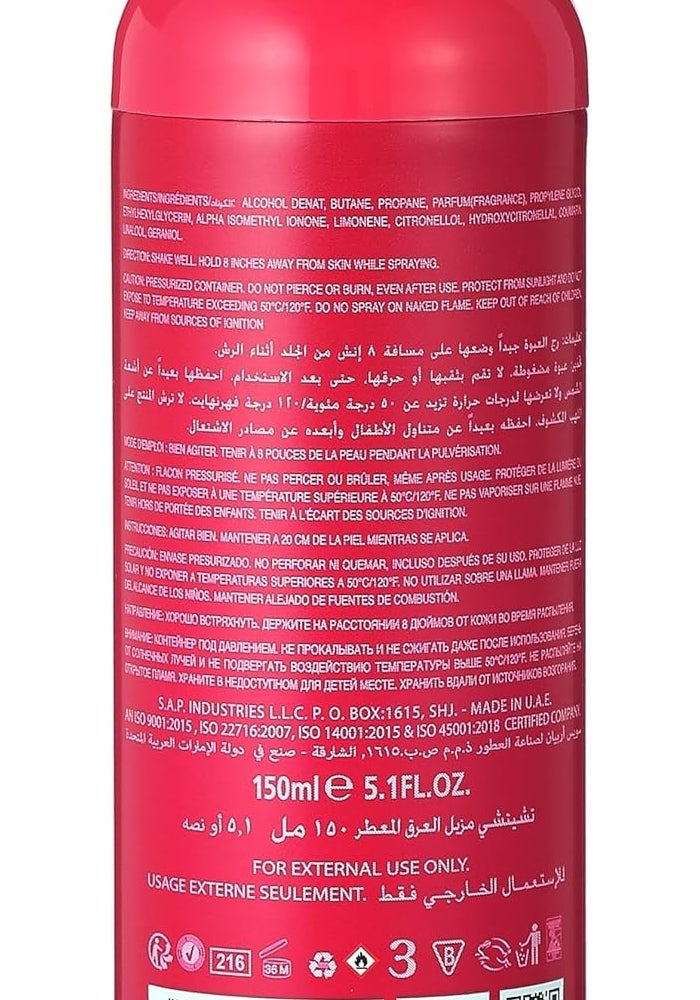 INGREDIENTS/INGRÉDIENTS/المكونات: ALCOHOL DENAT, BUTANE, PROPANE, PARFUM(FRAGRANCE), PROPYLENE GLYCOL,
ETHYLHEXYLGLYCERIN, ALPHA ISOMETHYL IONONE, LIMONENE, CITRONELLOL, HYDROXYCITRONELLAL, COUMARIN,
LINALOOL, GERANIOL.
DIRECTION: SHAKE WELL. HOLD 8 INCHES AWAY FROM SKIN WHILE SPRAYING.
CAUTION: PRESSURIZED CONTAINER. DO NOT PIERCE OR BURN, EVEN AFTER USE. PROTECT FROM SUNLIGHT AND DO NOT
EXPOSE TO TEMPERATURE EXCEEDING 50°C/120°F. DO NO SPRAY ON NAKED FLAME. KEEP OUT OF REACH OF CHILDREN.
KEEP AWAY FROM SOURCES OF IGNITION
تعليمات: رج العبوة جيداً وضعها على مسافة ٨ إنش من الجلد أثناء الرش.
عبوة مضغوطة. لا تقم بثقبها أو حرقها، حتى بعد الاستخدام. احفظها بعيداً عن أشعة
الشمس ولا تعرضها لدرجات حرارة تزيد عن ٥٠ درجة مئوية/١٢٠ درجة فهرنهايت. لا ترش المنتج على
اللهب المكشوف. احفظه بعيداً عن متناول الأطفال وأبعده عن مصادر الاشتعال.
MODE D'EMPLOI : BIEN AGITER. TENIR À 8 POUCES DE LA PEAU PENDANT LA PULVÉRISATION.
ATTENTION : FLACON PRESSURISÉ. NE PAS PERCER OU BRÛLER, MÊME APRÈS USAGE. PROTÉGER DE LA LUMIÈRE DU
SOLEIL ET NE PAS EXPOSER À UNE TEMPÉRATURE SUPÉRIEURE À 50°C/120°F. NE PAS VAPORISER SUR UNE FLAMME NUE.
TENIR HORS DE PORTÉE DES ENFANTS. TENIR À L'ÉCART DES SOURCES D'IGNITION.
INSTRUCCIONES: AGITAR BIEN. MANTENER A 20 CM DE LA PIEL MIENTRAS SE APLICA.
PRECAUCIÓN: ENVASE PRESURIZADO. NO PERFORAR NI QUEMAR, INCLUSO DESPUÉS DE SU USO. PROTEGER DE LA LUZ
SOLAR Y NO EXPONER A TEMPERATURAS SUPERIORES A 50°C/120°F. NO UTILIZAR SOBRE UNA LLAMA. MANTENER FUERA
DEL ALCANCE DE LOS NIÑOS. MANTENER ALEJADO DE FUENTES DE COMBUSTIÓN.
НАПРАВЛЕНИЕ: ХОРОШО ВСТРЯХНУТЬ. ДЕРЖИТЕ НА РАССТОЯНИИ 8 ДЮЙМОВ ОТ КОЖИ ВО ВРЕМЯ РАСПЫЛЕНИЯ.
ВНИМАНИЕ: КОНТЕЙНЕР ПОД ДАВЛЕНИЕМ. НЕ ПРОКАЛЫВАТЬ И НЕ СЖИГАТЬ ДАЖЕ ПОСЛЕ ИСПОЛЬЗОВАНИЯ. БЕРЕЧЬ
ОТ СОЛНЕЧНЫХ ЛУЧЕЙ И НЕ ПОДВЕРГАТЬ ВОЗДЕЙСТВИЮ ТЕМПЕРАТУРЫ ВЫШЕ 50°C/120°F. НЕ РАСПЫЛЯЙТЕ НА
ОТКРЫТОЕ ПЛАМЯ. ХРАНИТЕ В НЕДОСТУПНОМ ДЛЯ ДЕТЕЙ МЕСТЕ. ХРАНИТЬ ВДАЛИ ОТ ИСТОЧНИКОВ ВОЗГОРАНИЯ.
S.A.P. INDUSTRIES L.L.C. P. O. BOX:1615, SHJ. - MADE IN U.A.E.
AN ISO 9001:2015 , ISO 22716:2007, ISO 14001:2015 & ISO 45001:2018 CERTIFIED COMPANY.
سويس أربيان لصناعة العطور ذ.م.م ص.ب.١٦١٥، الشارقة - صنع في دولة الإمارات العربية المتحدة
150ml ℮ 5.1FL.OZ.
تشيتشي مزيل العرق المعطر ١٥٠ مل ٥,١ أو نصه
FOR EXTERNAL USE ONLY.
USAGE EXTERNE SEULEMENT. للإستعمال الخارجي فقط
216 36 M 3 B